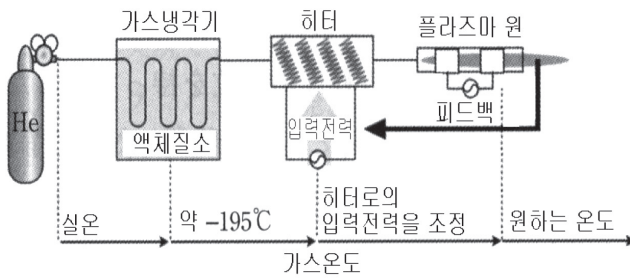 가스냉각기
히터
플라즈마 원
He
액체질소
입력전력
피드백
실온
약 -195℃
히터로의
입력전력을 조정
원하는 온도
가스온도